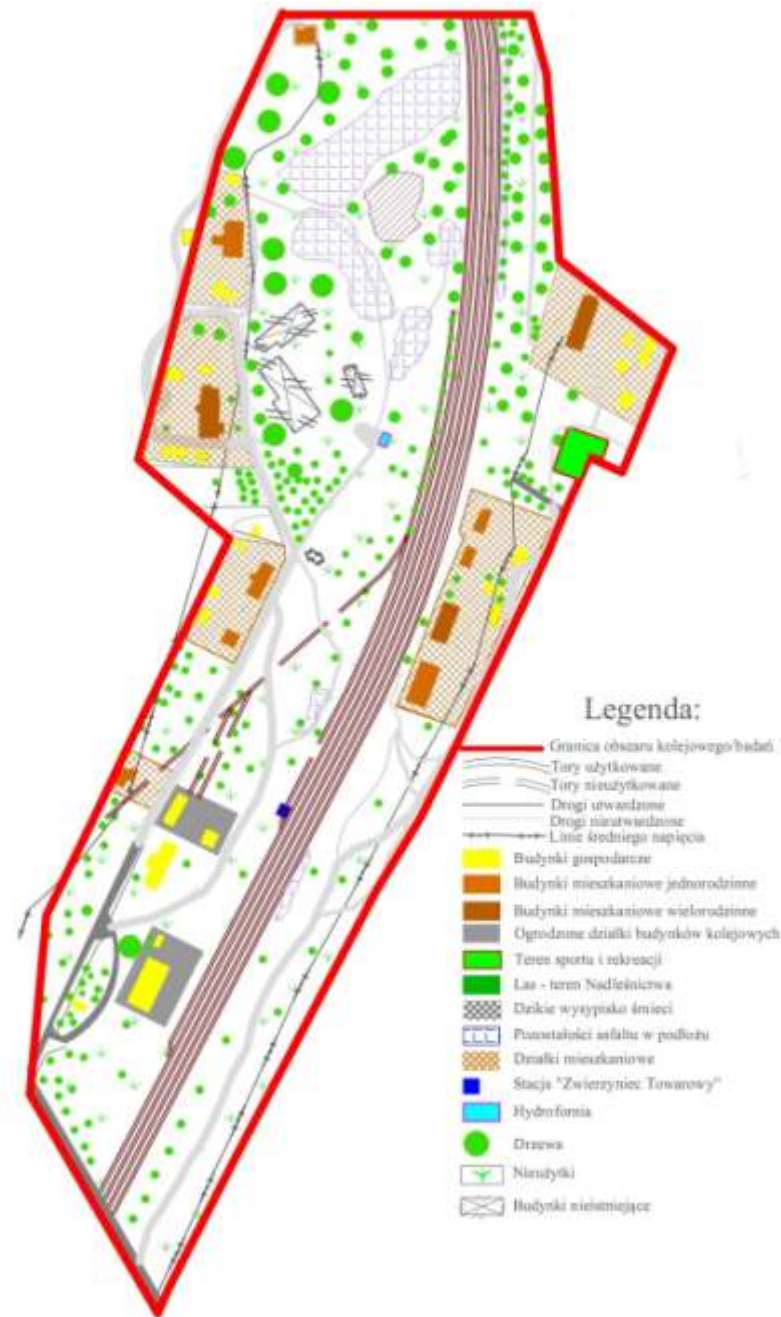 Legenda:
Granica obszaru kolejowego/badań
Tory użytkowane
Tory nieużytkowane
Drogi utwardzone
Drogi nieutwardzone
Linie średniego napięcia
Budynki gospodarcze
Budynki mieszkaniowe jednorodzinne
Budynki mieszkaniowe wielorodzinne
Ogrodzone działki budynków kolejowych
Teren sportu i rekreacji
Las - teren Nadleśnictwa
Dzikie wysypisko śmieci
Pozostałości asfaltu w podłożu
Działki mieszkaniowe
Stacja "Zwierzyniec Towarowy"
Hydrofornia
Drzewa
Nieużytki
Budynki nieistniejące